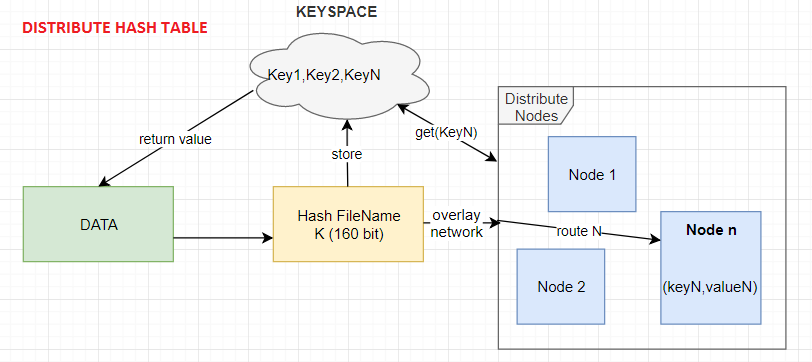 KEYSPACE
DISTRIBUTE HASH TABLE
Key1,Key2,KeyN
Distribute
Nodes
return value
get(KeyN)
store
Node 1
DATA
Hash FileName
K (160 bit)
overlay
network
route N
Node n
Node 2
(keyN,valueN)